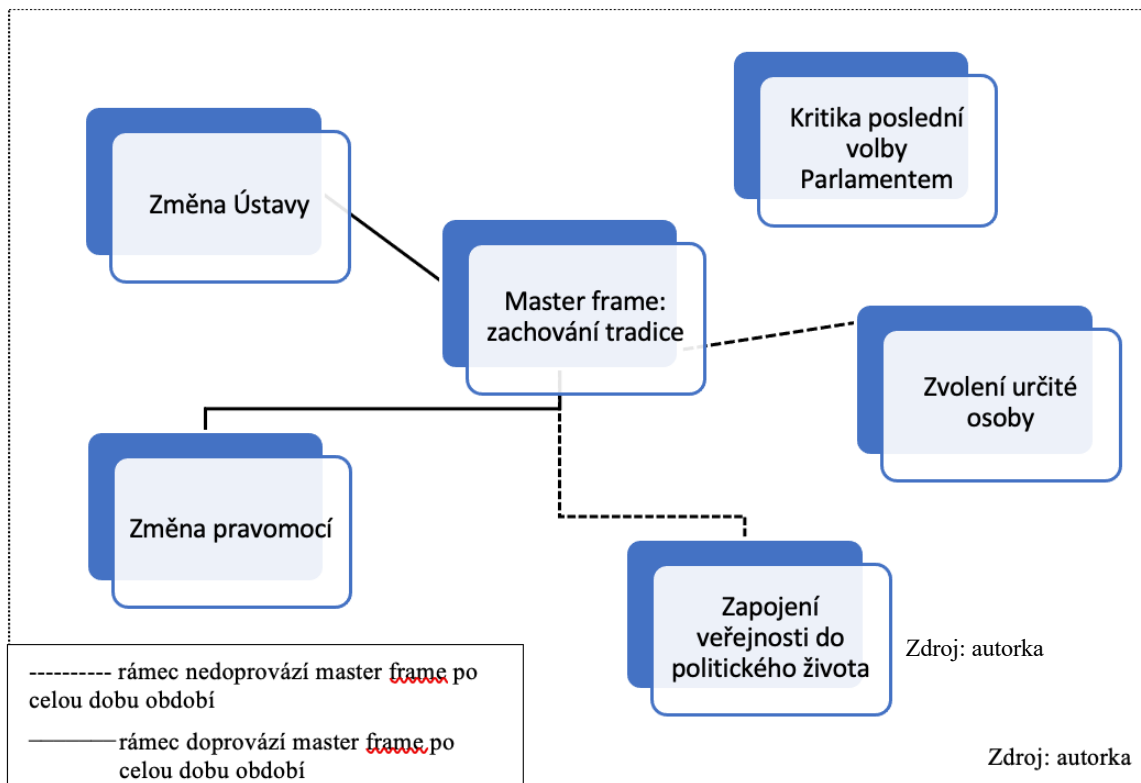 Kritika poslední
volby
Parlamentem
Změna Ústavy
Master frame:
zachování tradice
Zvolení určité
osoby
Změna pravomocí
Zapojení
veřejnosti do
politického života
Zdroj: autorka
---------- rámec nedoprovází master frame po
celou dobu období
————rámec doprovází master frame po
celou dobu období
Zdroj: autorka